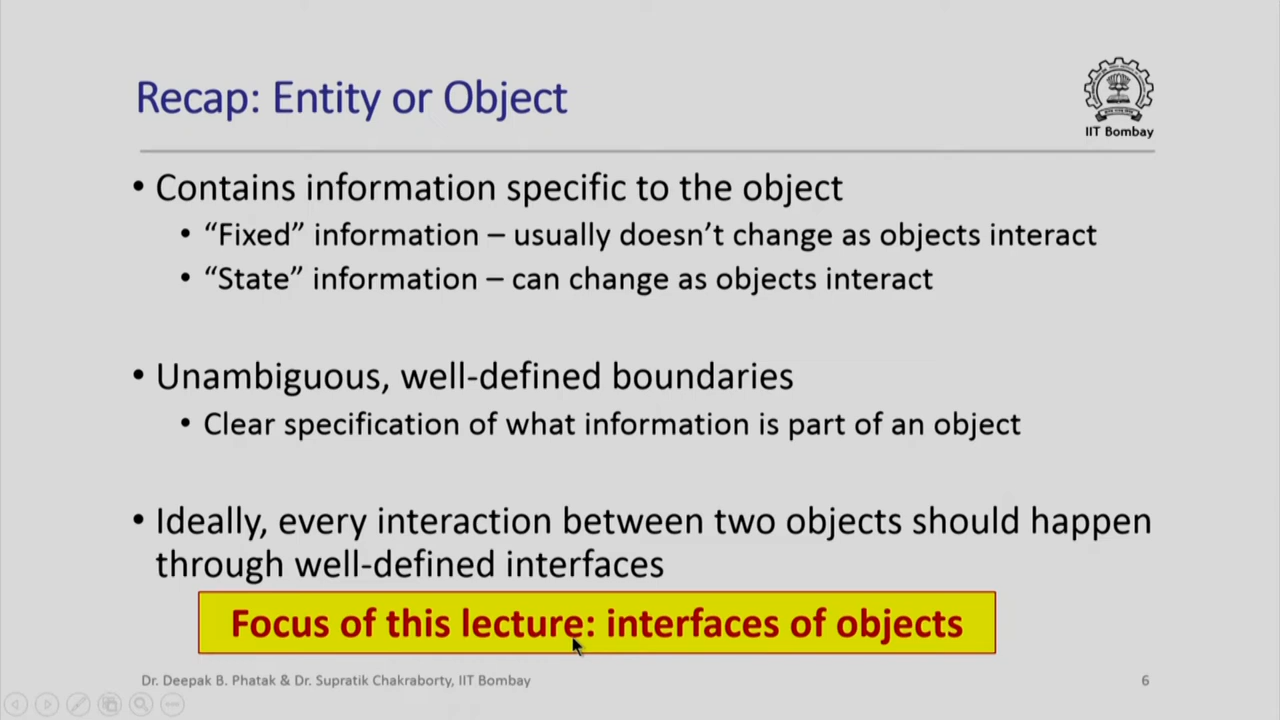 Recap: Entity or Object
IIT Bombay
• Contains information specific to the object
• “Fixed” information – usually doesn’t change as objects interact
• “State” information – can change as objects interact
• Unambiguous, well-defined boundaries
• Clear specification of what information is part of an object
• Ideally, every interaction between two objects should happen
through well-defined interfaces
Focus of this lecture: interfaces of objects
Dr. Deepak B. Phatak & Dr. Supratik Chakraborty, IIT Bombay
6